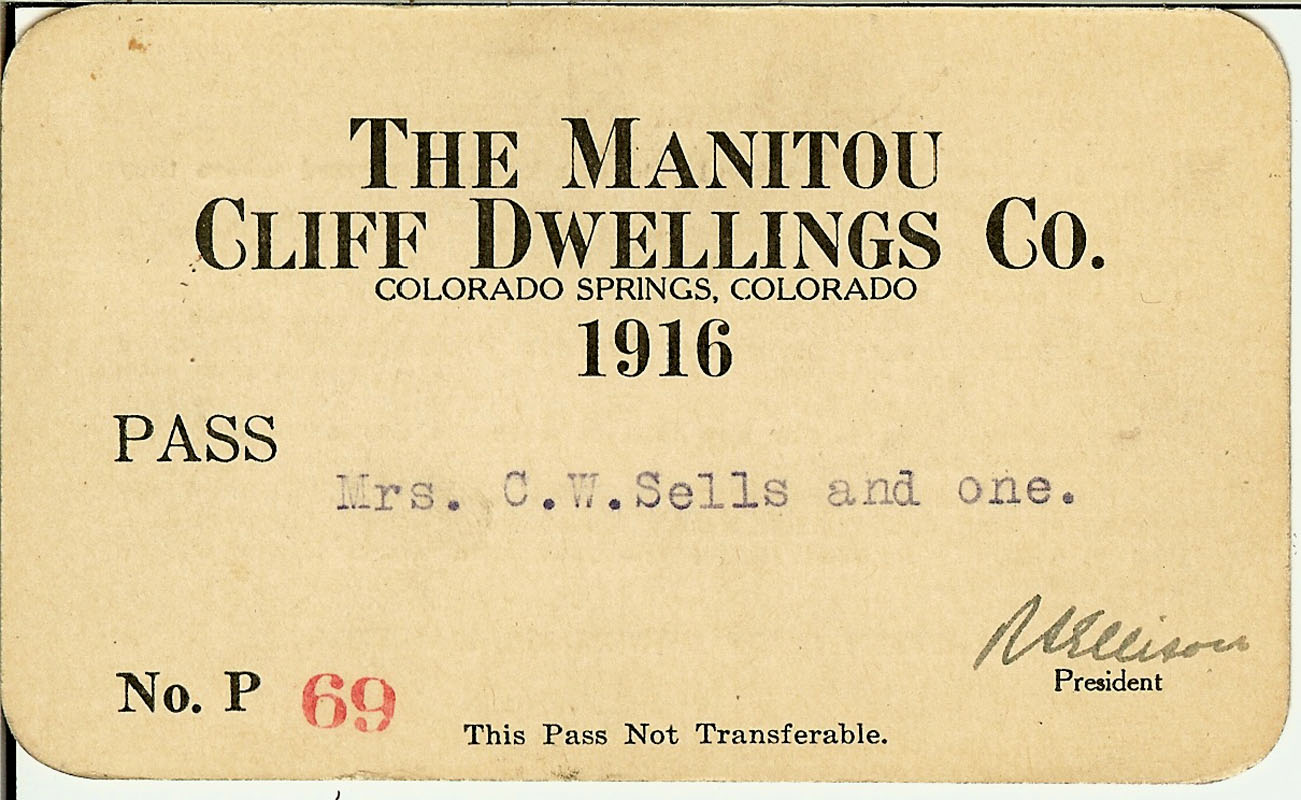 THE MANITOU
CLIFF DWELLINGS CO.
COLORADO SPRINGS, COLORADO
1916
PASS
Mrs. C.W.Sells and one.
R H Ellison
President
No. P 69
This Pass Not Transferable.